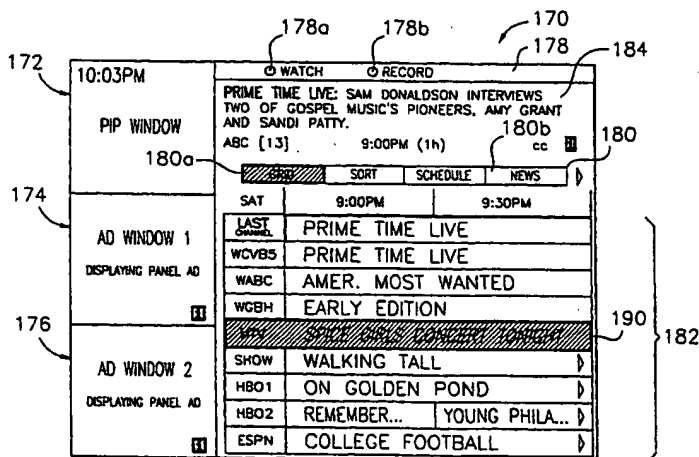 178a
178b
170
178
184
172
10:03PM
WATCH
RECORD
PRIME TIME LIVE: SAM DONALDSON INTERVIEWS
TWO OF GOSPEL MUSIC'S PIONEERS, AMY GRANT
AND SANDI PATTY.
PIP WINDOW
ABC [13] 9:00PM (1h) cc
180a
180b
180
GRID SORT SCHEDULE NEWS
174
SAT 9:00PM 9:30PM
AD WINDOW 1
DISPLAYING PANEL AD
LAST
CHANNEL
PRIME TIME LIVE
WCVB5 PRIME TIME LIVE
WABC AMER. MOST WANTED
WGBH EARLY EDITION
MTV SPICE GIRLS CONCERT TONIGHT
190
182
176
AD WINDOW 2
DISPLAYING PANEL AD
SHOW WALKING TALL
HBO1 ON GOLDEN POND
HBO2 REMEMBER... YOUNG PHILA...
ESPN COLLEGE FOOTBALL